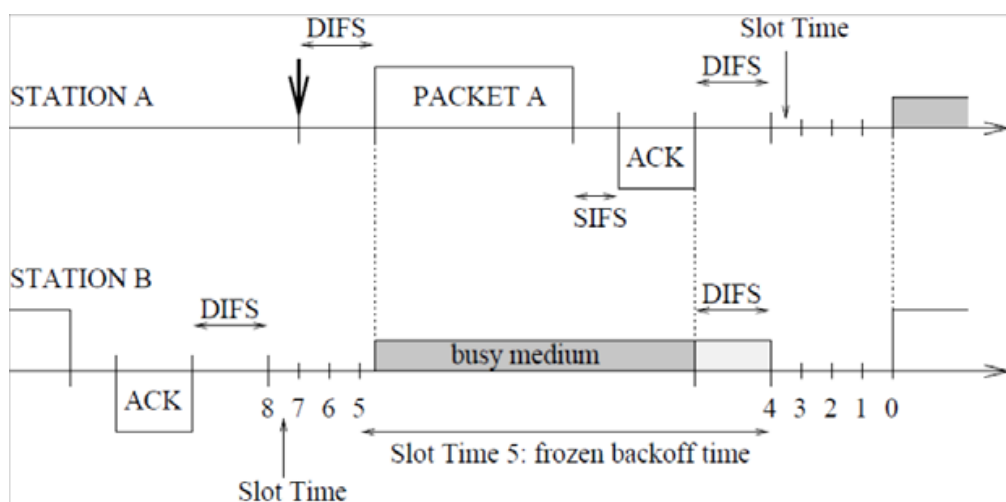 DIFS
Slot Time
DIFS
STATION A
PACKET A
ACK
SIFS
STATION B
DIFS
DIFS
busy medium
ACK
8 7 6 5 4 3 2 1 0
Slot Time 5: frozen backoff time
Slot Time